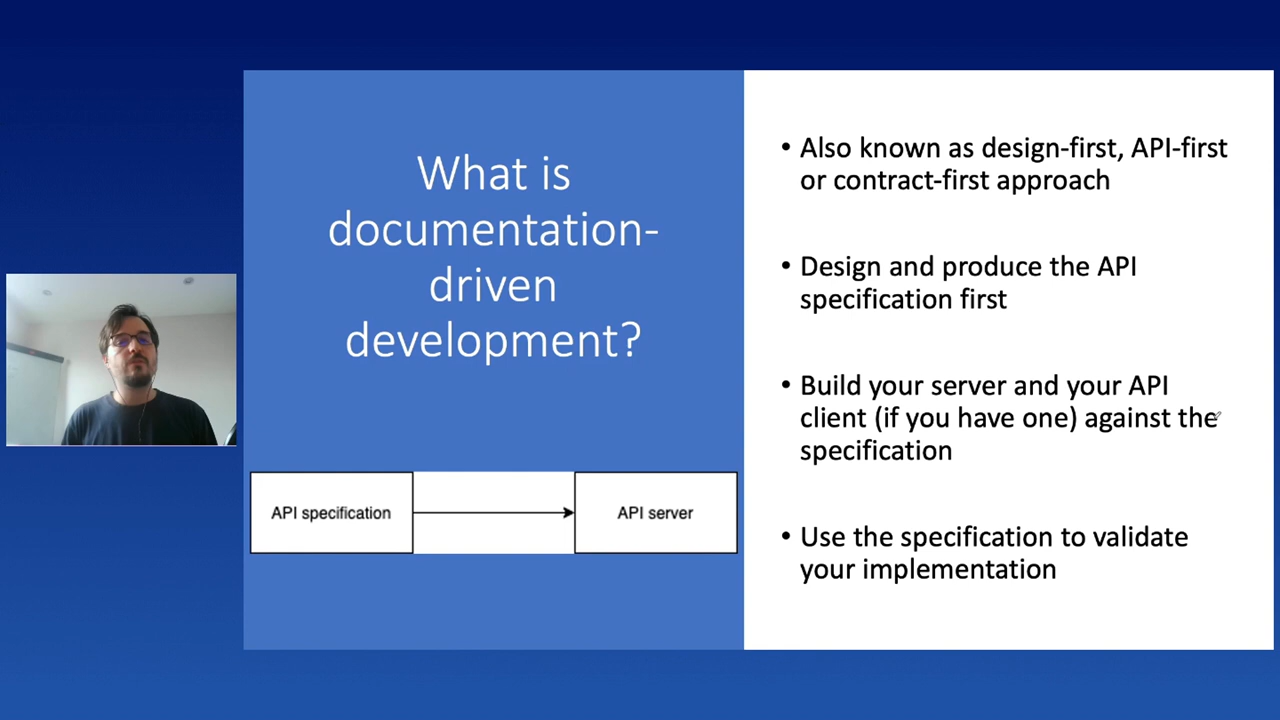 What is
documentation-
driven
development?
API specification
API server
• Also known as design-first, API-first
or contract-first approach
• Design and produce the API
specification first
• Build your server and your API
client (if you have one) against the
specification
• Use the specification to validate
your implementation